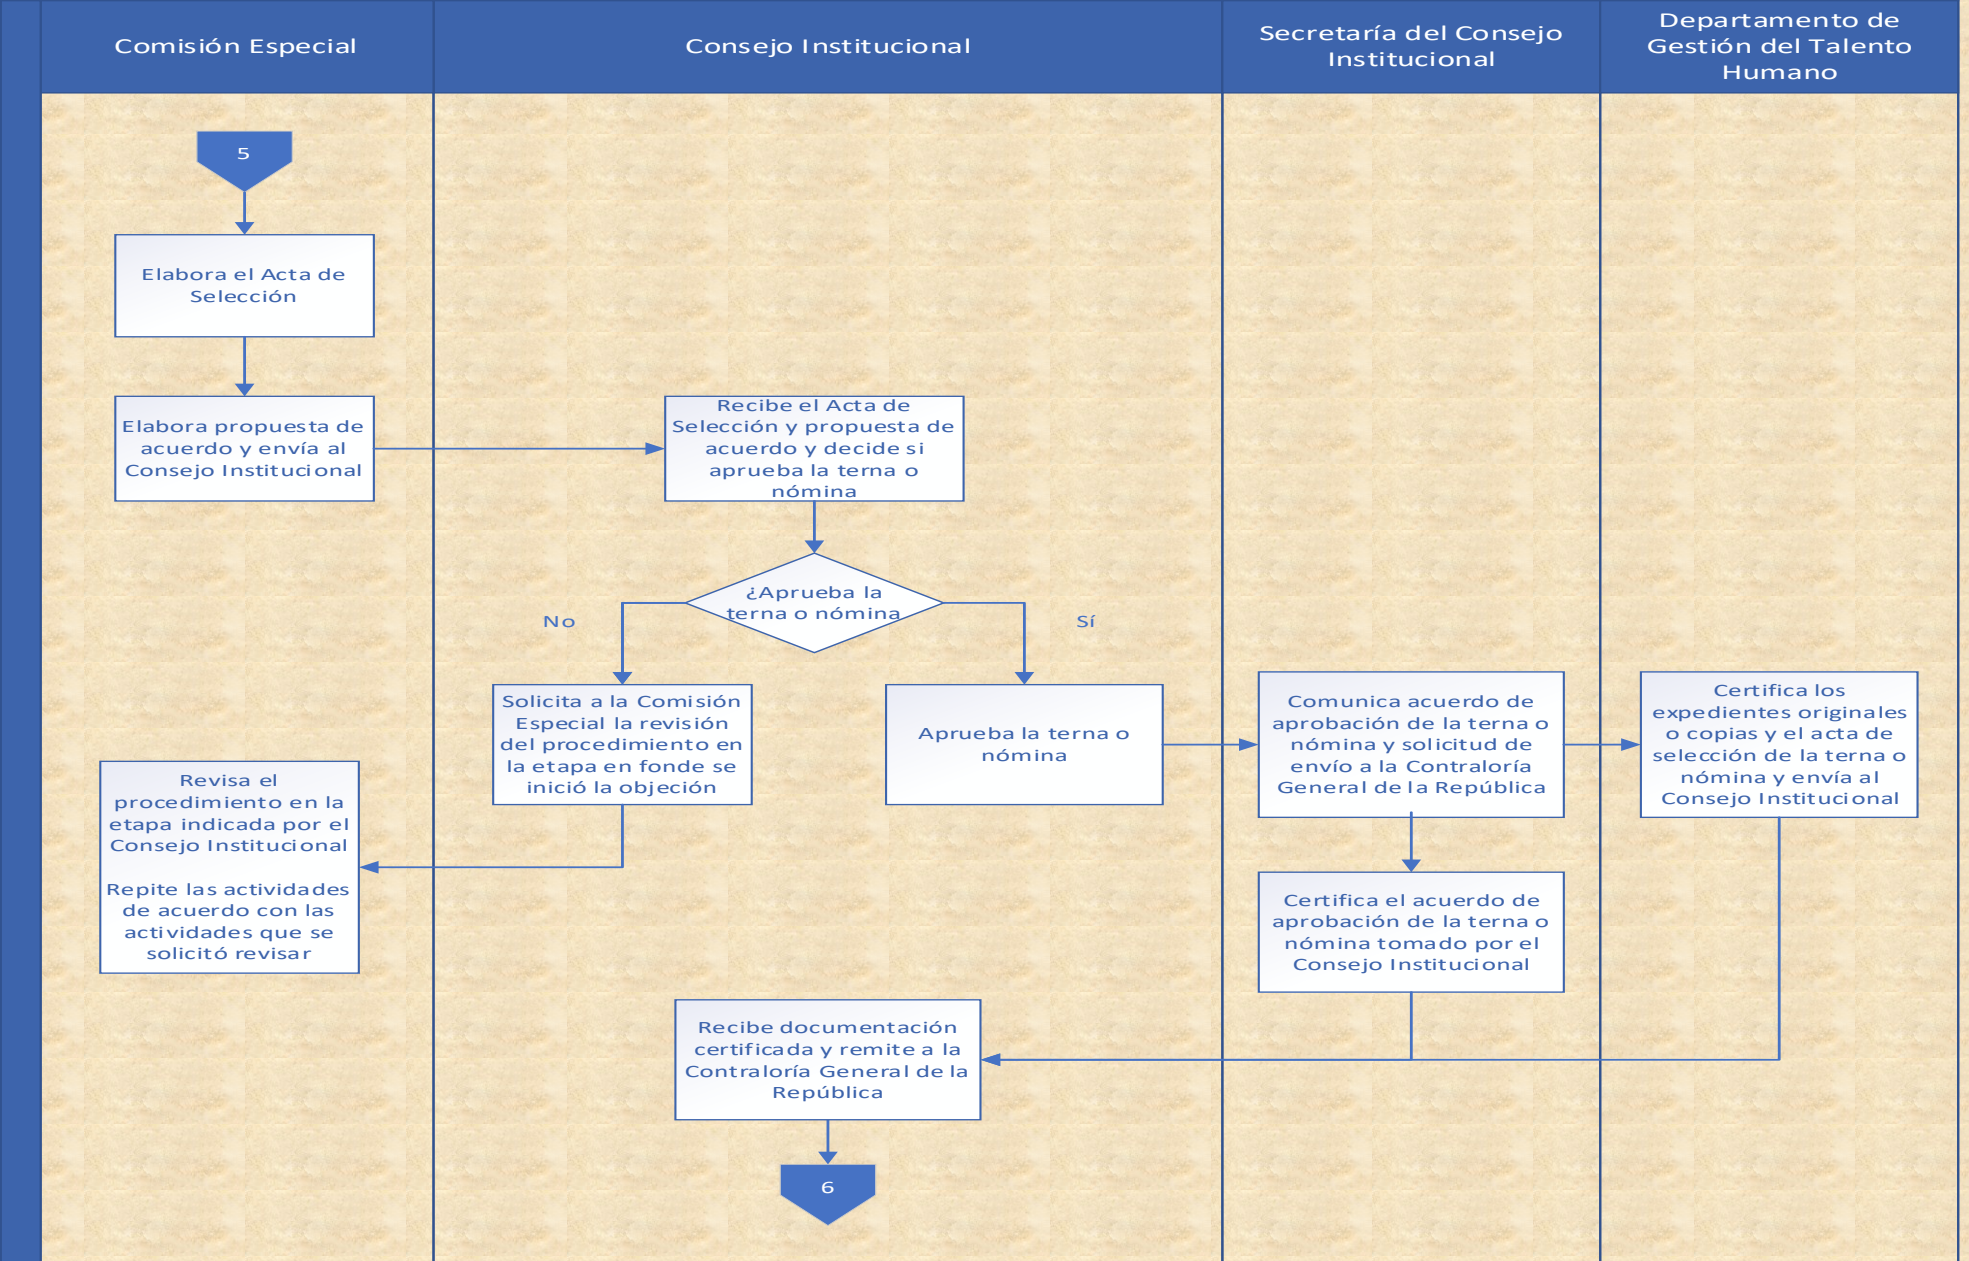 Comisión Especial
Consejo Institucional
Secretaría del Consejo
Institucional
Departamento de
Gestión del Talento
Humano
5
Elabora el Acta de
Selección
Elabora propuesta de
acuerdo y envía al
Consejo Institucional
Recibe el Acta de
Selección y propuesta de
acuerdo y decide si
aprueba la terna o
nómina
¿Aprueba la
terna o nómina
No
Sí
Solicita a la Comisión
Especial la revisión
del procedimiento en
la etapa en fonde se
inició la objeción
Aprueba la terna o
nómina
Comunica acuerdo de
aprobación de la terna o
nómina y solicitud de
envío a la Contraloría
General de la República
Certifica los
expedientes originales
o copias y el acta de
selección de la terna o
nómina y envía al
Consejo Institucional
Revisa el
procedimiento en la
etapa indicada por el
Consejo Institucional
Repite las actividades
de acuerdo con las
actividades que se
solicitó revisar
Certifica el acuerdo de
aprobación de la terna o
nómina tomado por el
Consejo Institucional
Recibe documentación
certificada y remite a la
Contraloría General de la
República
6